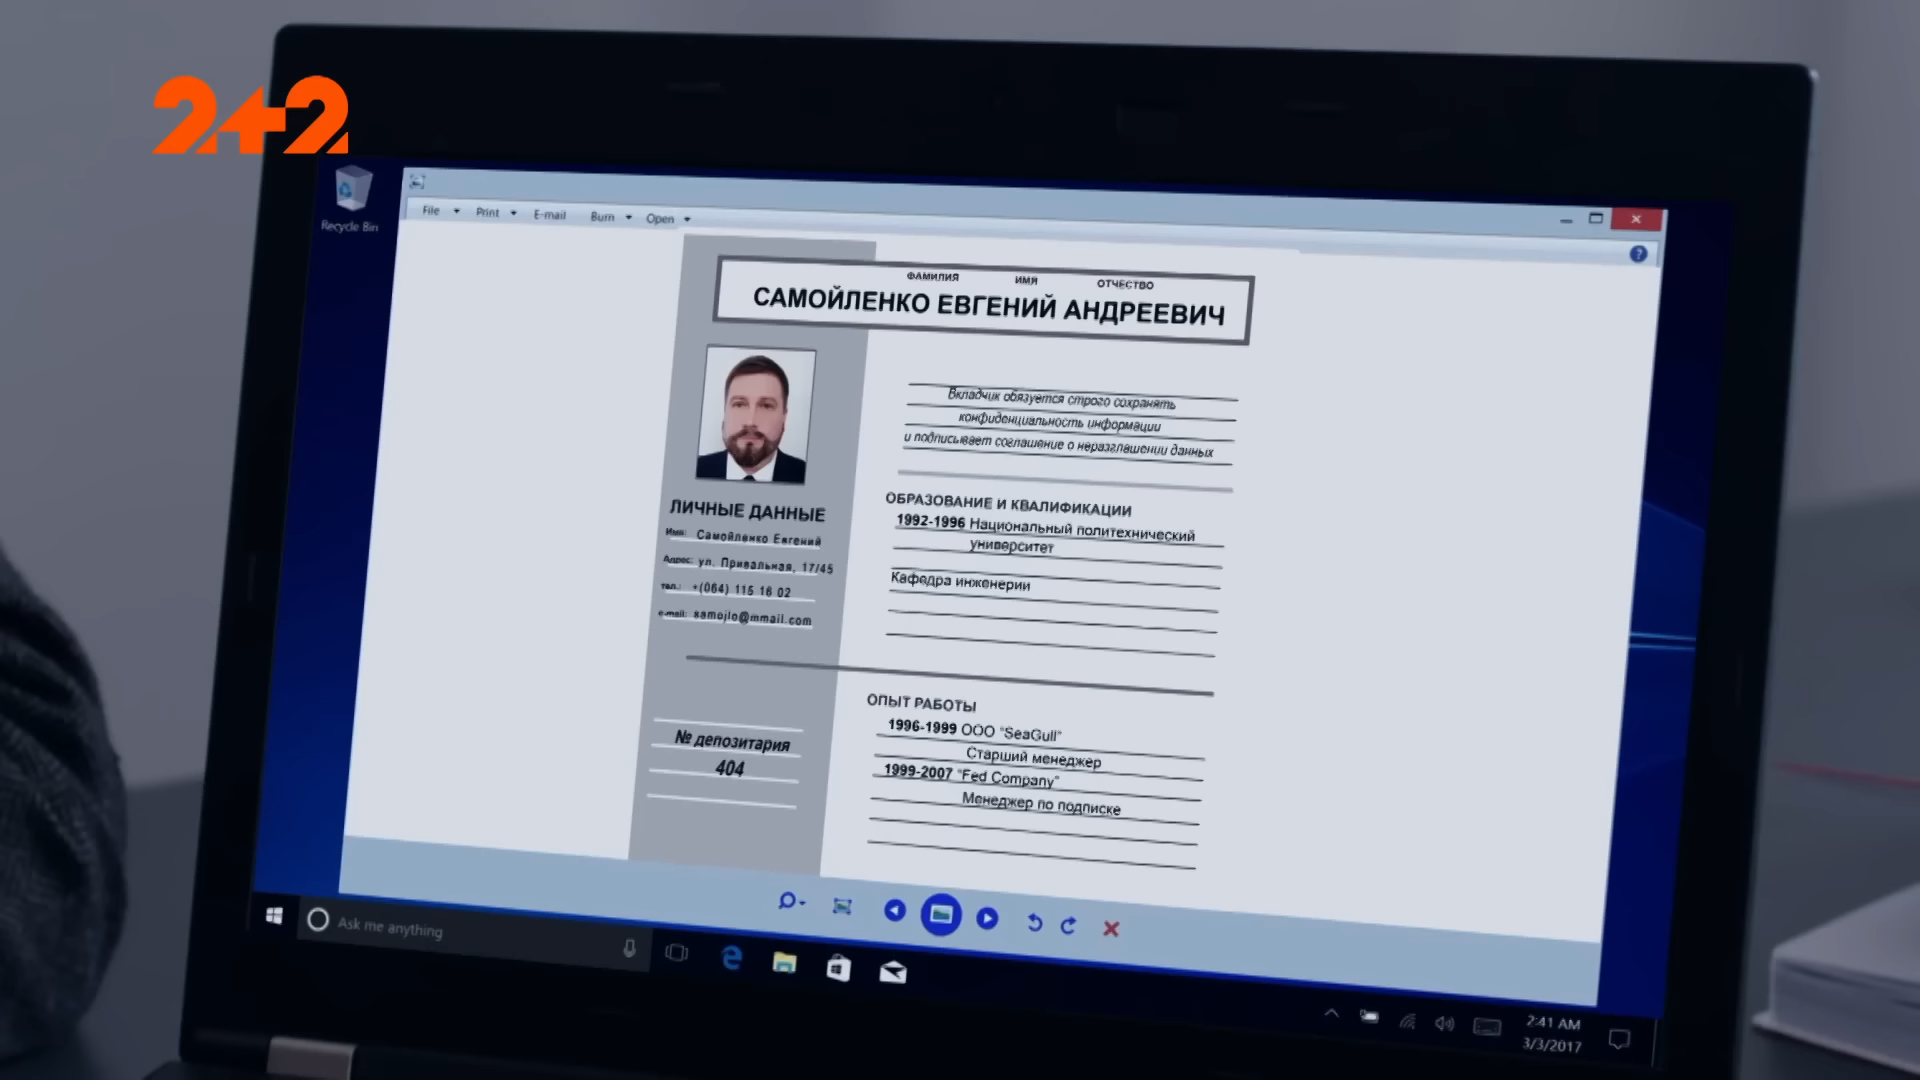 2+2
Recycle Bin
File Print E-mail Burn Open
ФАМИЛИЯ ИМЯ ОТЧЕСТВО
САМОЙЛЕНКО ЕВГЕНИЙ АНДРЕЕВИЧ
Вкладчик обязуется строго сохранять
конфиденциальность информации
и подписывает соглашение о неразглашении данных
ЛИЧНЫЕ ДАННЫЕ
Имя: Самойленко Евгений
Адрес: ул. Привальная, 17/45
тел.: +(064) 115 16 02
e-mail: samojlo@mmail.com
№ депозитария
404
ОБРАЗОВАНИЕ И КВАЛИФИКАЦИИ
1992-1996 Национальный политехнический
университет
Кафедра инженерии
ОПЫТ РАБОТЫ
1996-1999 ООО "SeaGull"
Старший менеджер
1999-2007 "Fed Company"
Менеджер по подписке
Ask me anything
2:41 AM
3/3/2017